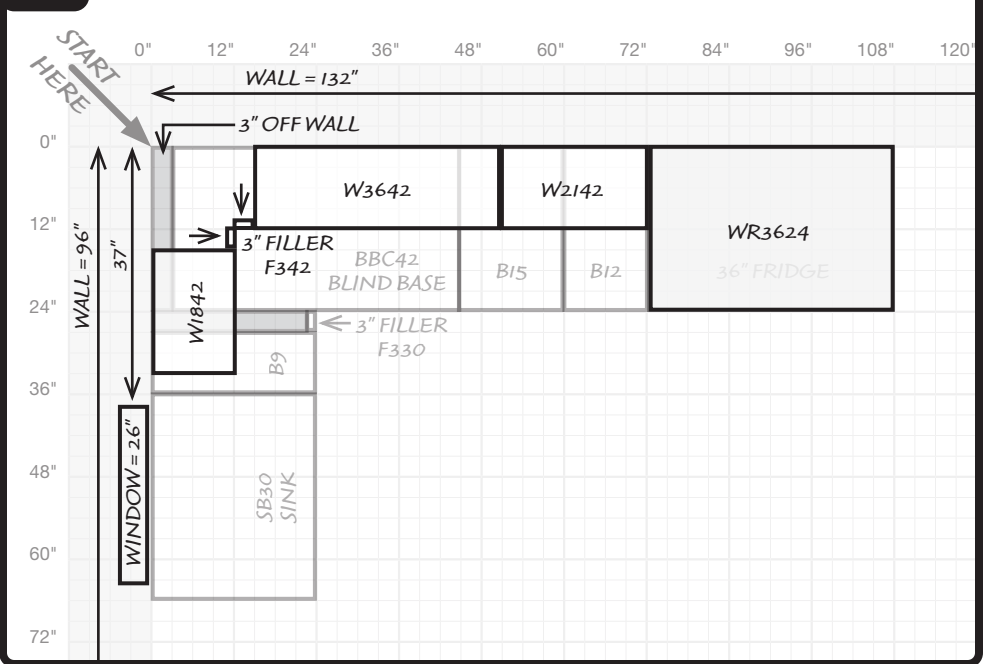 START
HERE
0" 12" 24" 36" 48" 60" 72" 84" 96" 108" 120"
WALL = 132"
3" OFF WALL
0"
12"
24"
36"
48"
60"
72"
WALL = 96"
37"
W3642
W2142
WR3624
36" FRIDGE
3" FILLER
F342
BBC42
BLIND BASE
B15
B12
W1842
3" FILLER
F330
B9
WINDOW = 26"
SB30
SINK